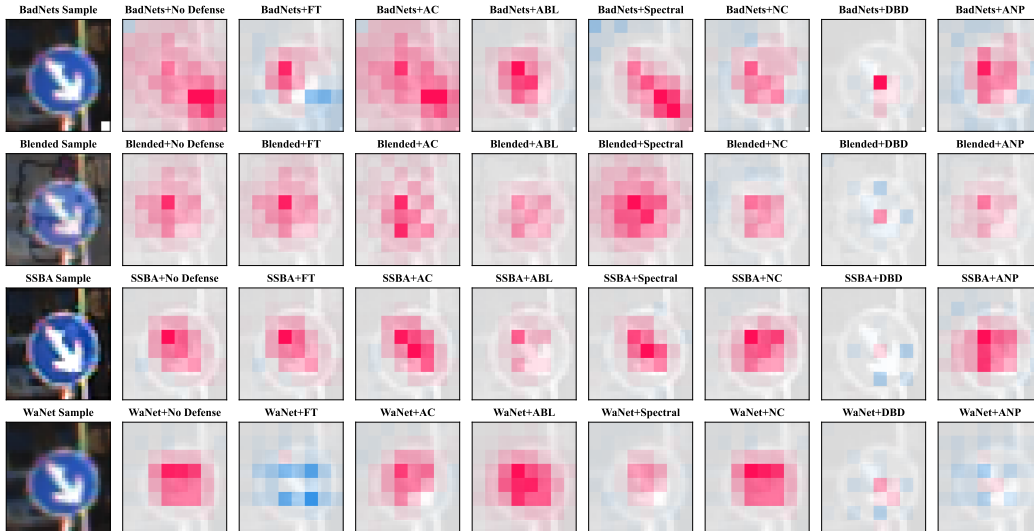 BadNets Sample BadNets+No Defense BadNets+FT BadNets+AC BadNets+ABL BadNets+Spectral BadNets+NC BadNets+DBD BadNets+ANP
Blended Sample Blended+No Defense Blended+FT Blended+AC Blended+ABL Blended+Spectral Blended+NC Blended+DBD Blended+ANP
SSBA Sample SSBA+No Defense SSBA+FT SSBA+AC SSBA+ABL SSBA+Spectral SSBA+NC SSBA+DBD SSBA+ANP
WaNet Sample WaNet+No Defense WaNet+FT WaNet+AC WaNet+ABL WaNet+Spectral WaNet+NC WaNet+DBD WaNet+ANP